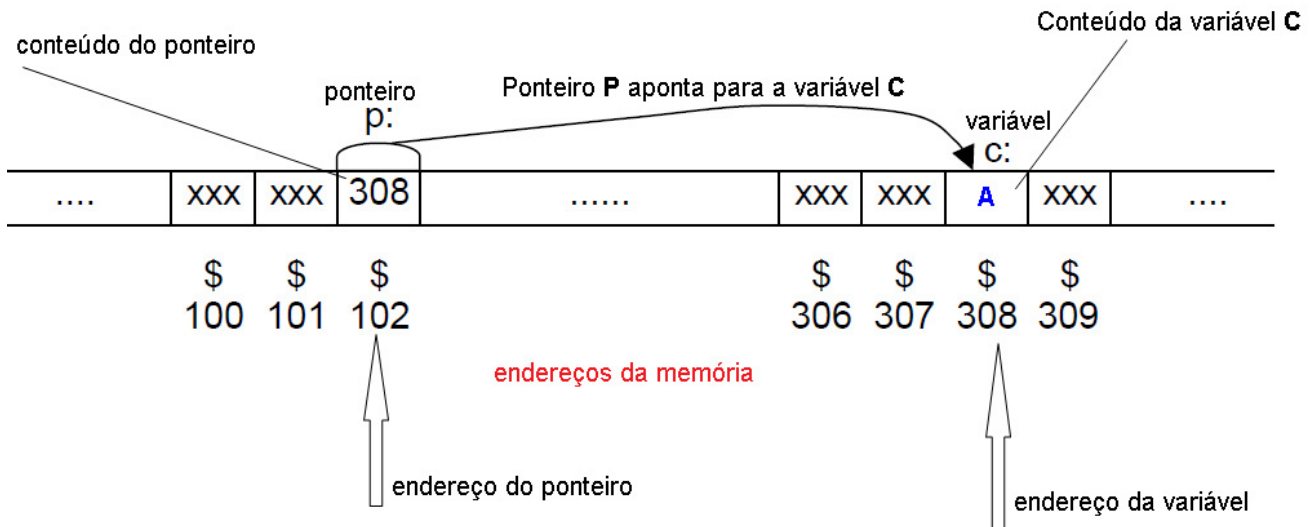 Conteúdo da variável C
conteúdo do ponteiro
ponteiro
p:
Ponteiro P aponta para a variável C
variável
c:
.... xxx xxx 308 ...... xxx xxx A xxx ....
$ $ $ $ $ $ $
100 101 102 306 307 308 309
endereços da memória
endereço do ponteiro
endereço da variável